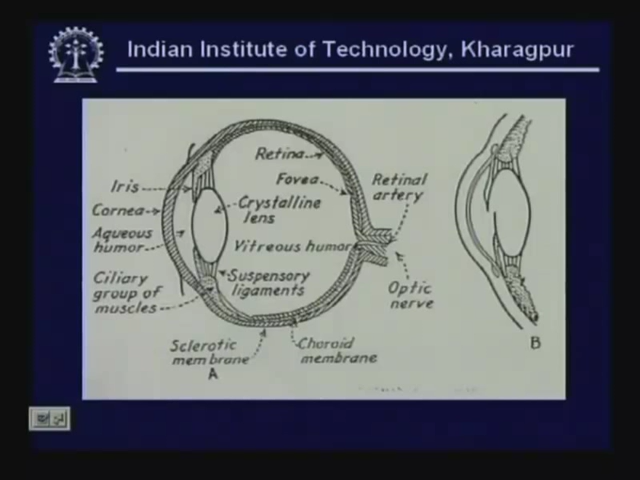 Indian Institute of Technology, Kharagpur
Retina
Fovea
Retinal
artery
Iris
Crystalline
lens
Cornea
Aqueous
humor
Vitreous humor
Ciliary
group of
muscles
Suspensory
ligaments
Optic
nerve
Sclerotic
membrane
Choroid
membrane
A
B